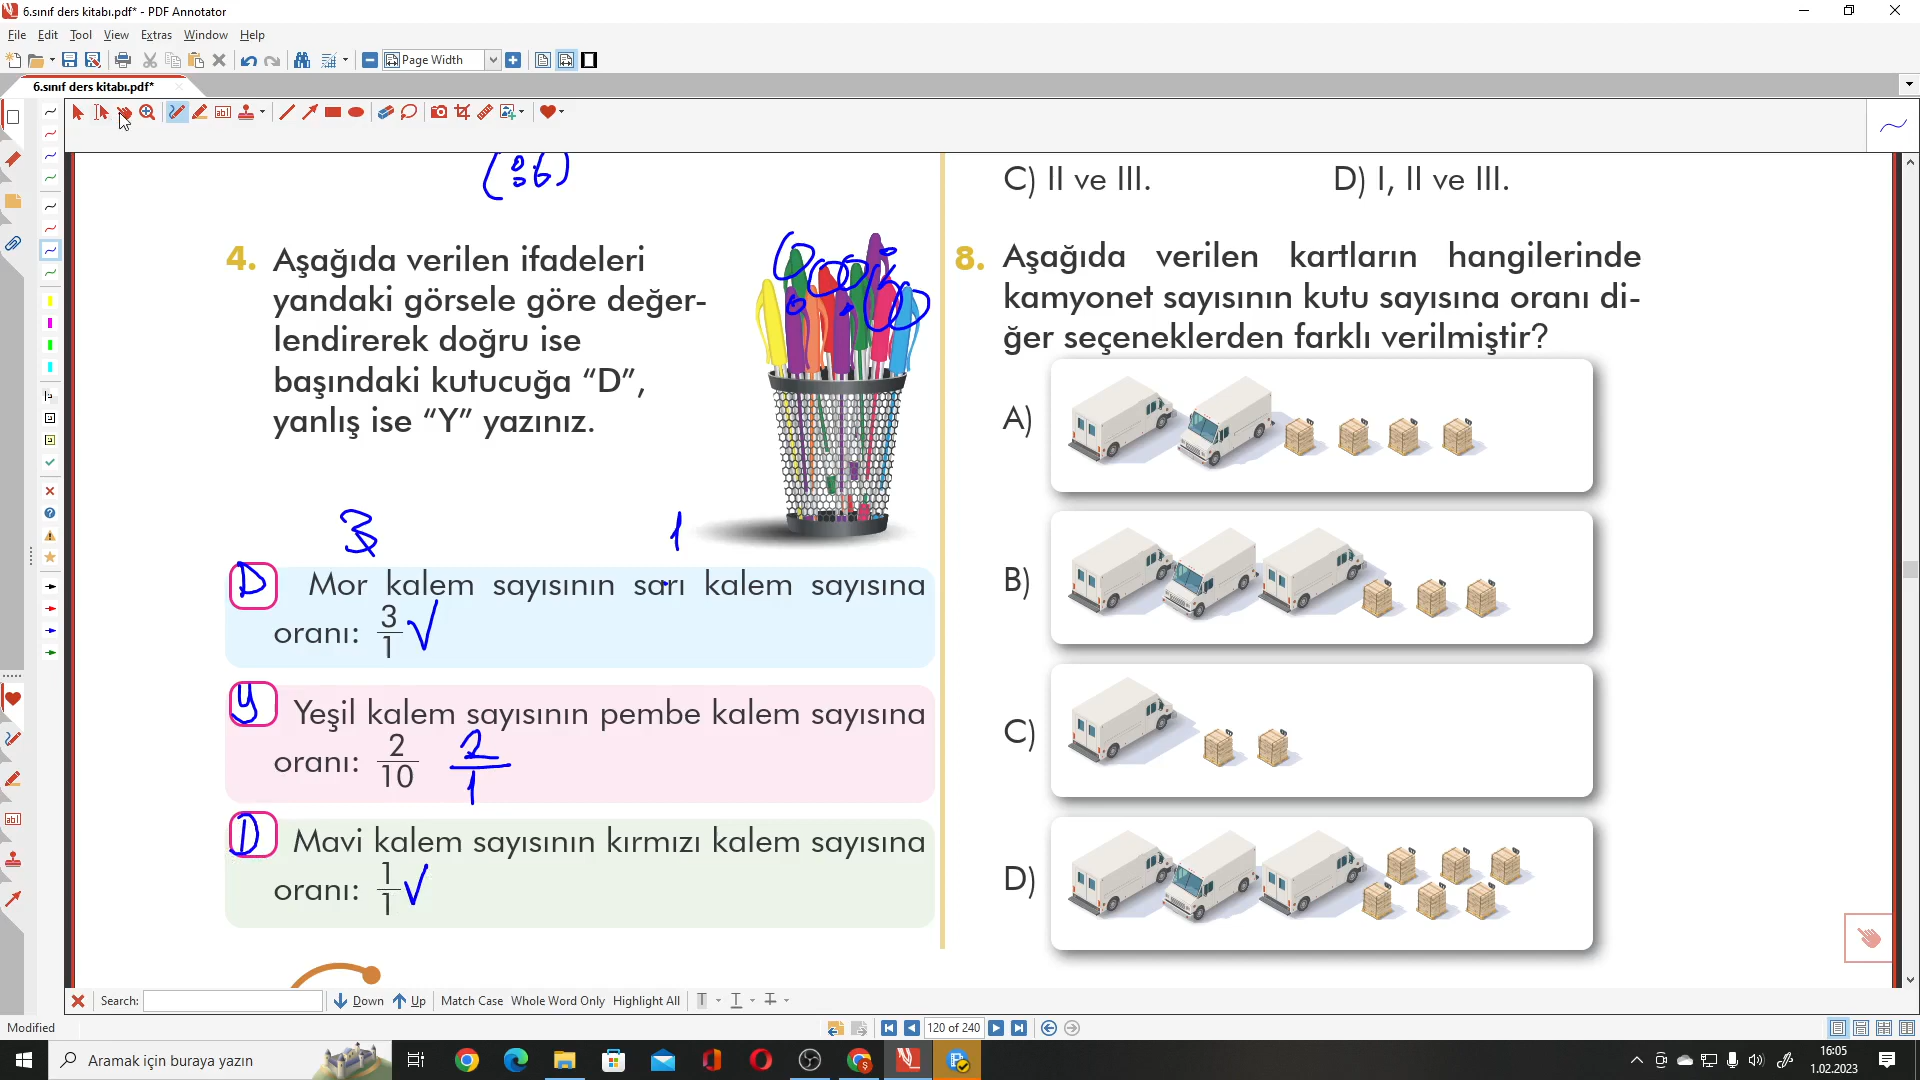 6.sınıf ders kitabı.pdf* - PDF Annotator
File Edit Tool View Extras Window Help
Page Width
6.sınıf ders kitabı.pdf*
C) II ve III.
D) I, II ve III.
4. Aşağıda verilen ifadeleri
yandaki görsele göre değer-
lendirerek doğru ise
başındaki kutucuğa “D”,
yanlış ise “Y” yazınız.
3
1
D Mor kalem sayısının sarı kalem sayısına
oranı: 3/1 √
Y Yeşil kalem sayısının pembe kalem sayısına
oranı: 2/10 2/1
D Mavi kalem sayısının kırmızı kalem sayısına
oranı: 1/1 √
8. Aşağıda verilen kartların hangilerinde
kamyonet sayısının kutu sayısına oranı di-
ğer seçeneklerden farklı verilmiştir?
A)
B)
C)
D)
Search: Down Up Match Case Whole Word Only Highlight All
Modified
120 of 240
Aramak için buraya yazın
16:05
1.02.2023